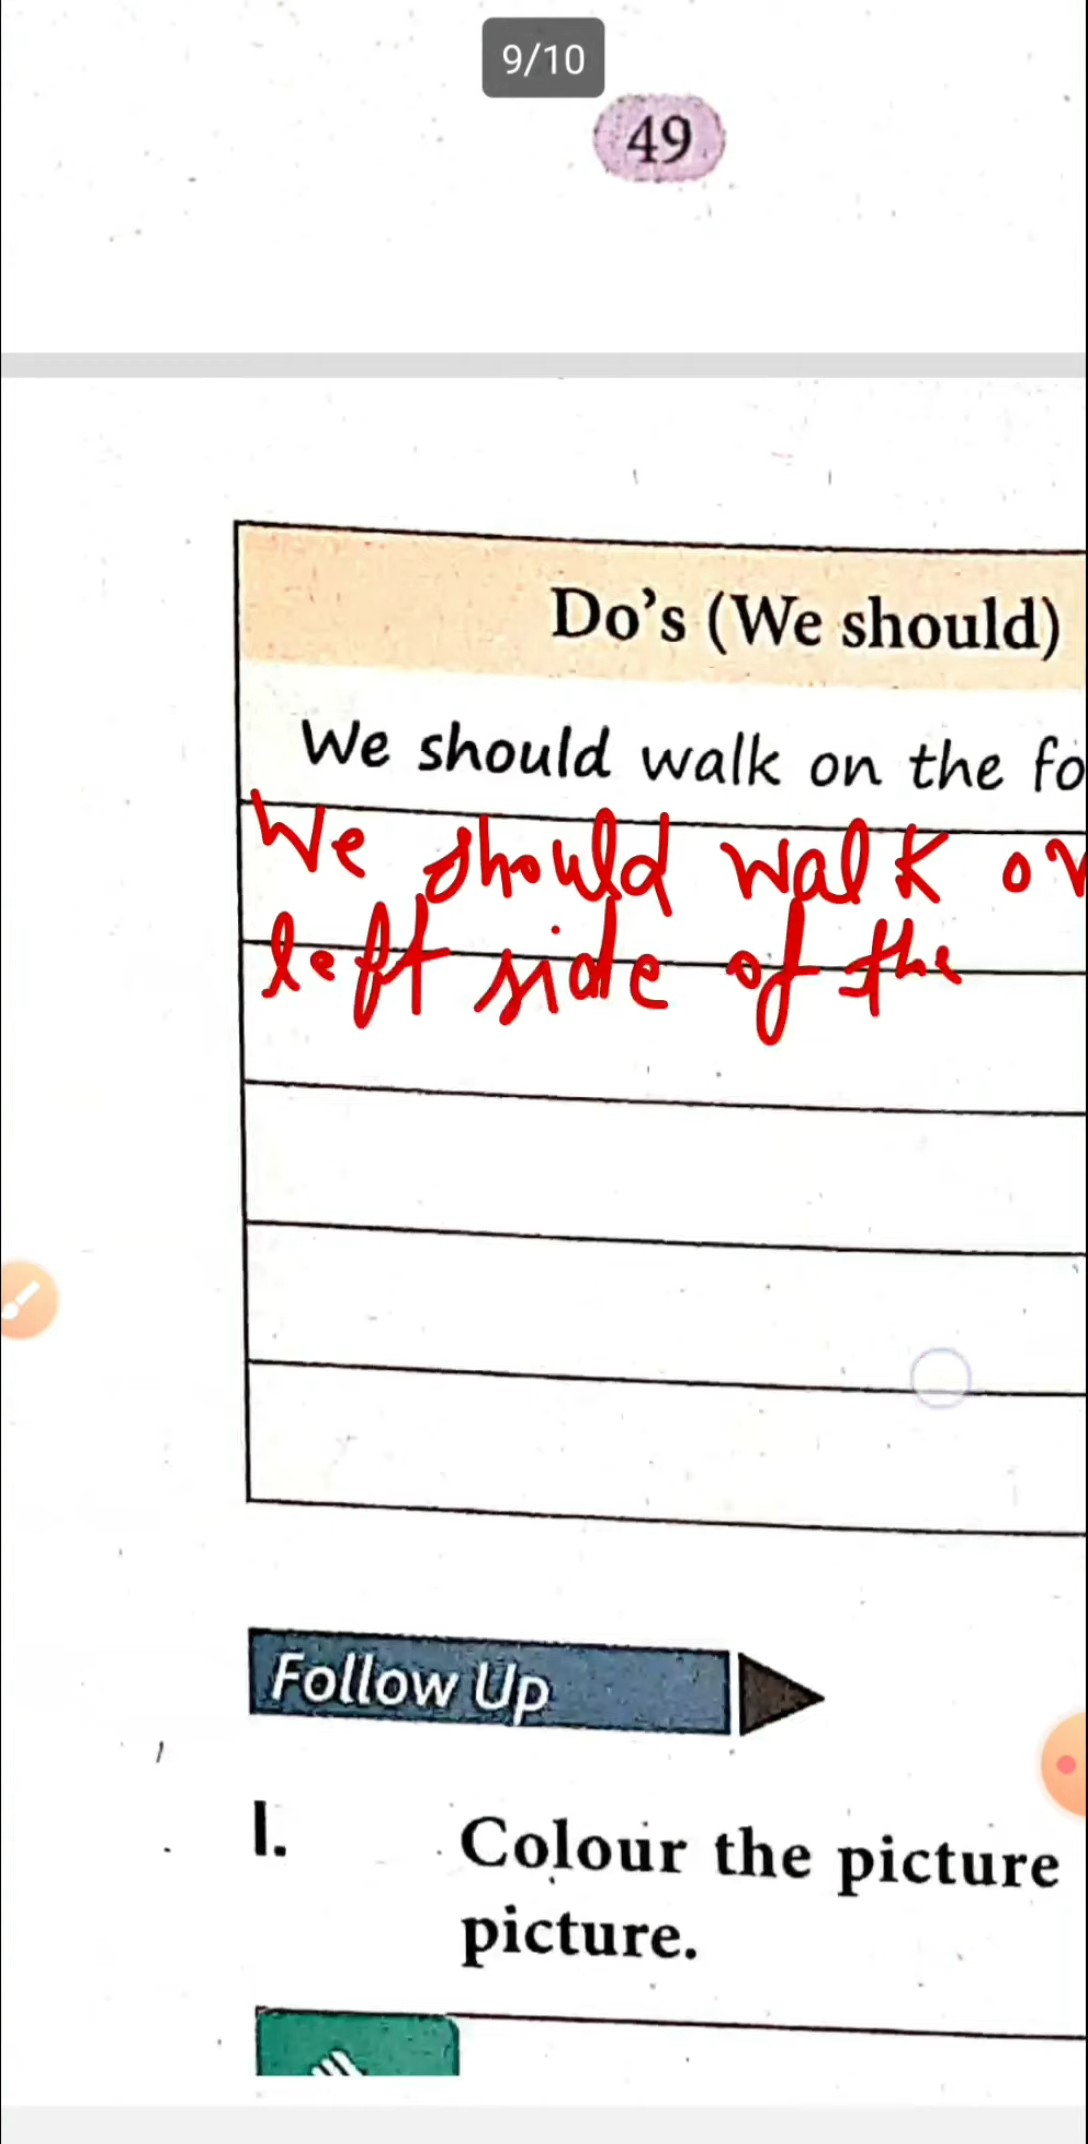 9/10
49
Do's (We should)
We should walk on the fo
We should walk on
left side of the
Follow Up
I.
Colour the picture
picture.